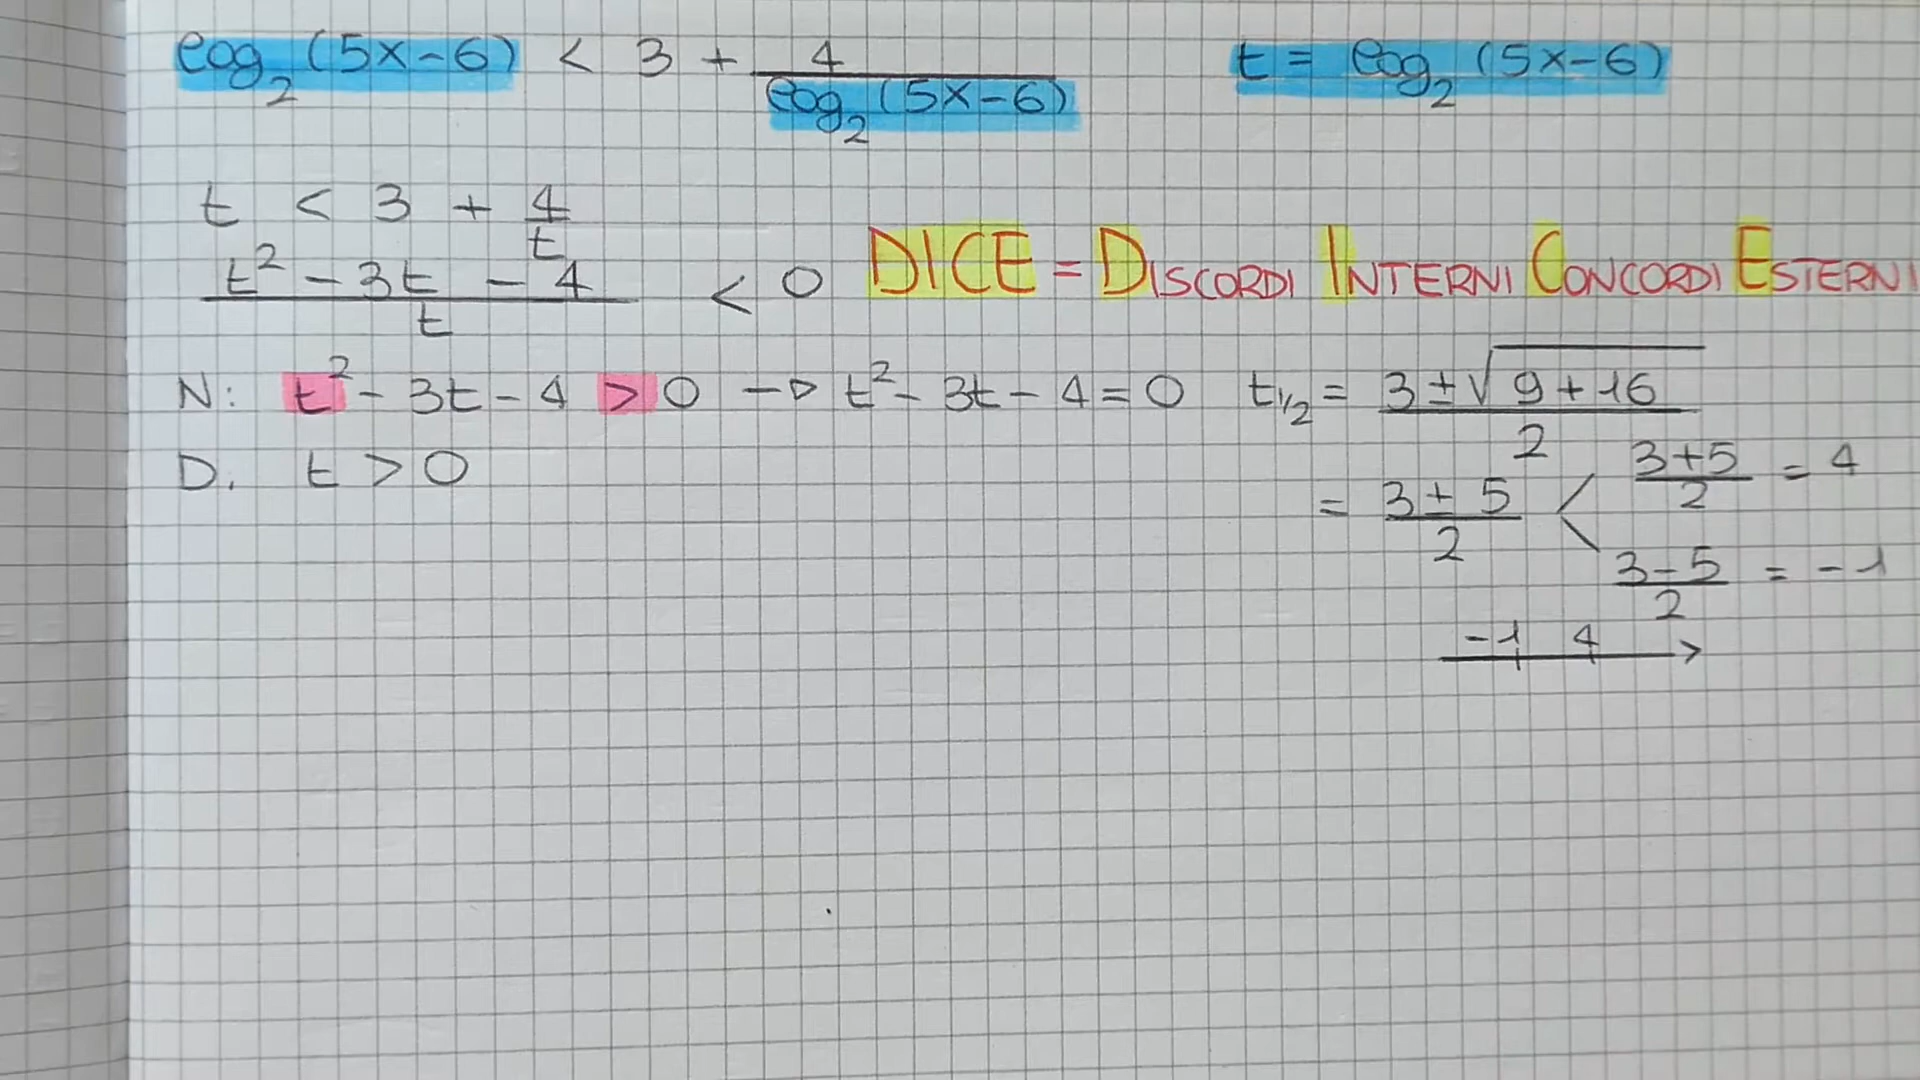 log₂(5x-6) < 3 + 4/log₂(5x-6) t = log₂(5x-6)
t < 3 + 4/t
(t² - 3t - 4)/t < 0 DICE = DISCORDI INTERNI CONCORDI ESTERNI
N: t² - 3t - 4 > 0 -▷ t² - 3t - 4 = 0 t₁/₂ = (3 ± √(9 + 16))/2
D. t > 0
= (3 ± 5)/2 < (3+5)/2 = 4
(3-5)/2 = -1
-1 4